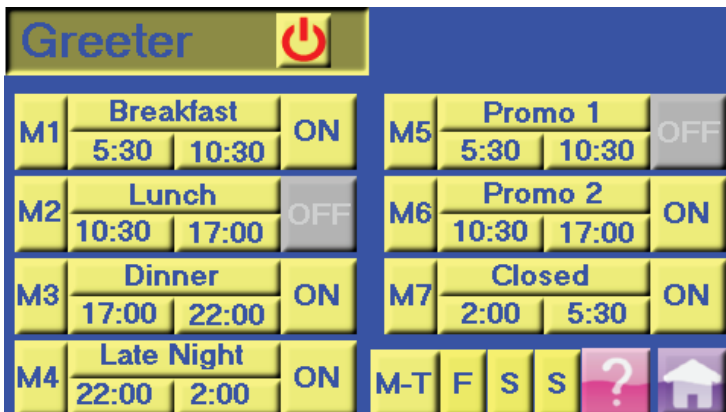 Greeter
M1 Breakfast ON
5:30 10:30
M2 Lunch OFF
10:30 17:00
M3 Dinner ON
17:00 22:00
M4 Late Night ON
22:00 2:00
M5 Promo 1 OFF
5:30 10:30
M6 Promo 2 ON
10:30 17:00
M7 Closed ON
2:00 5:30
M-T F S S ?